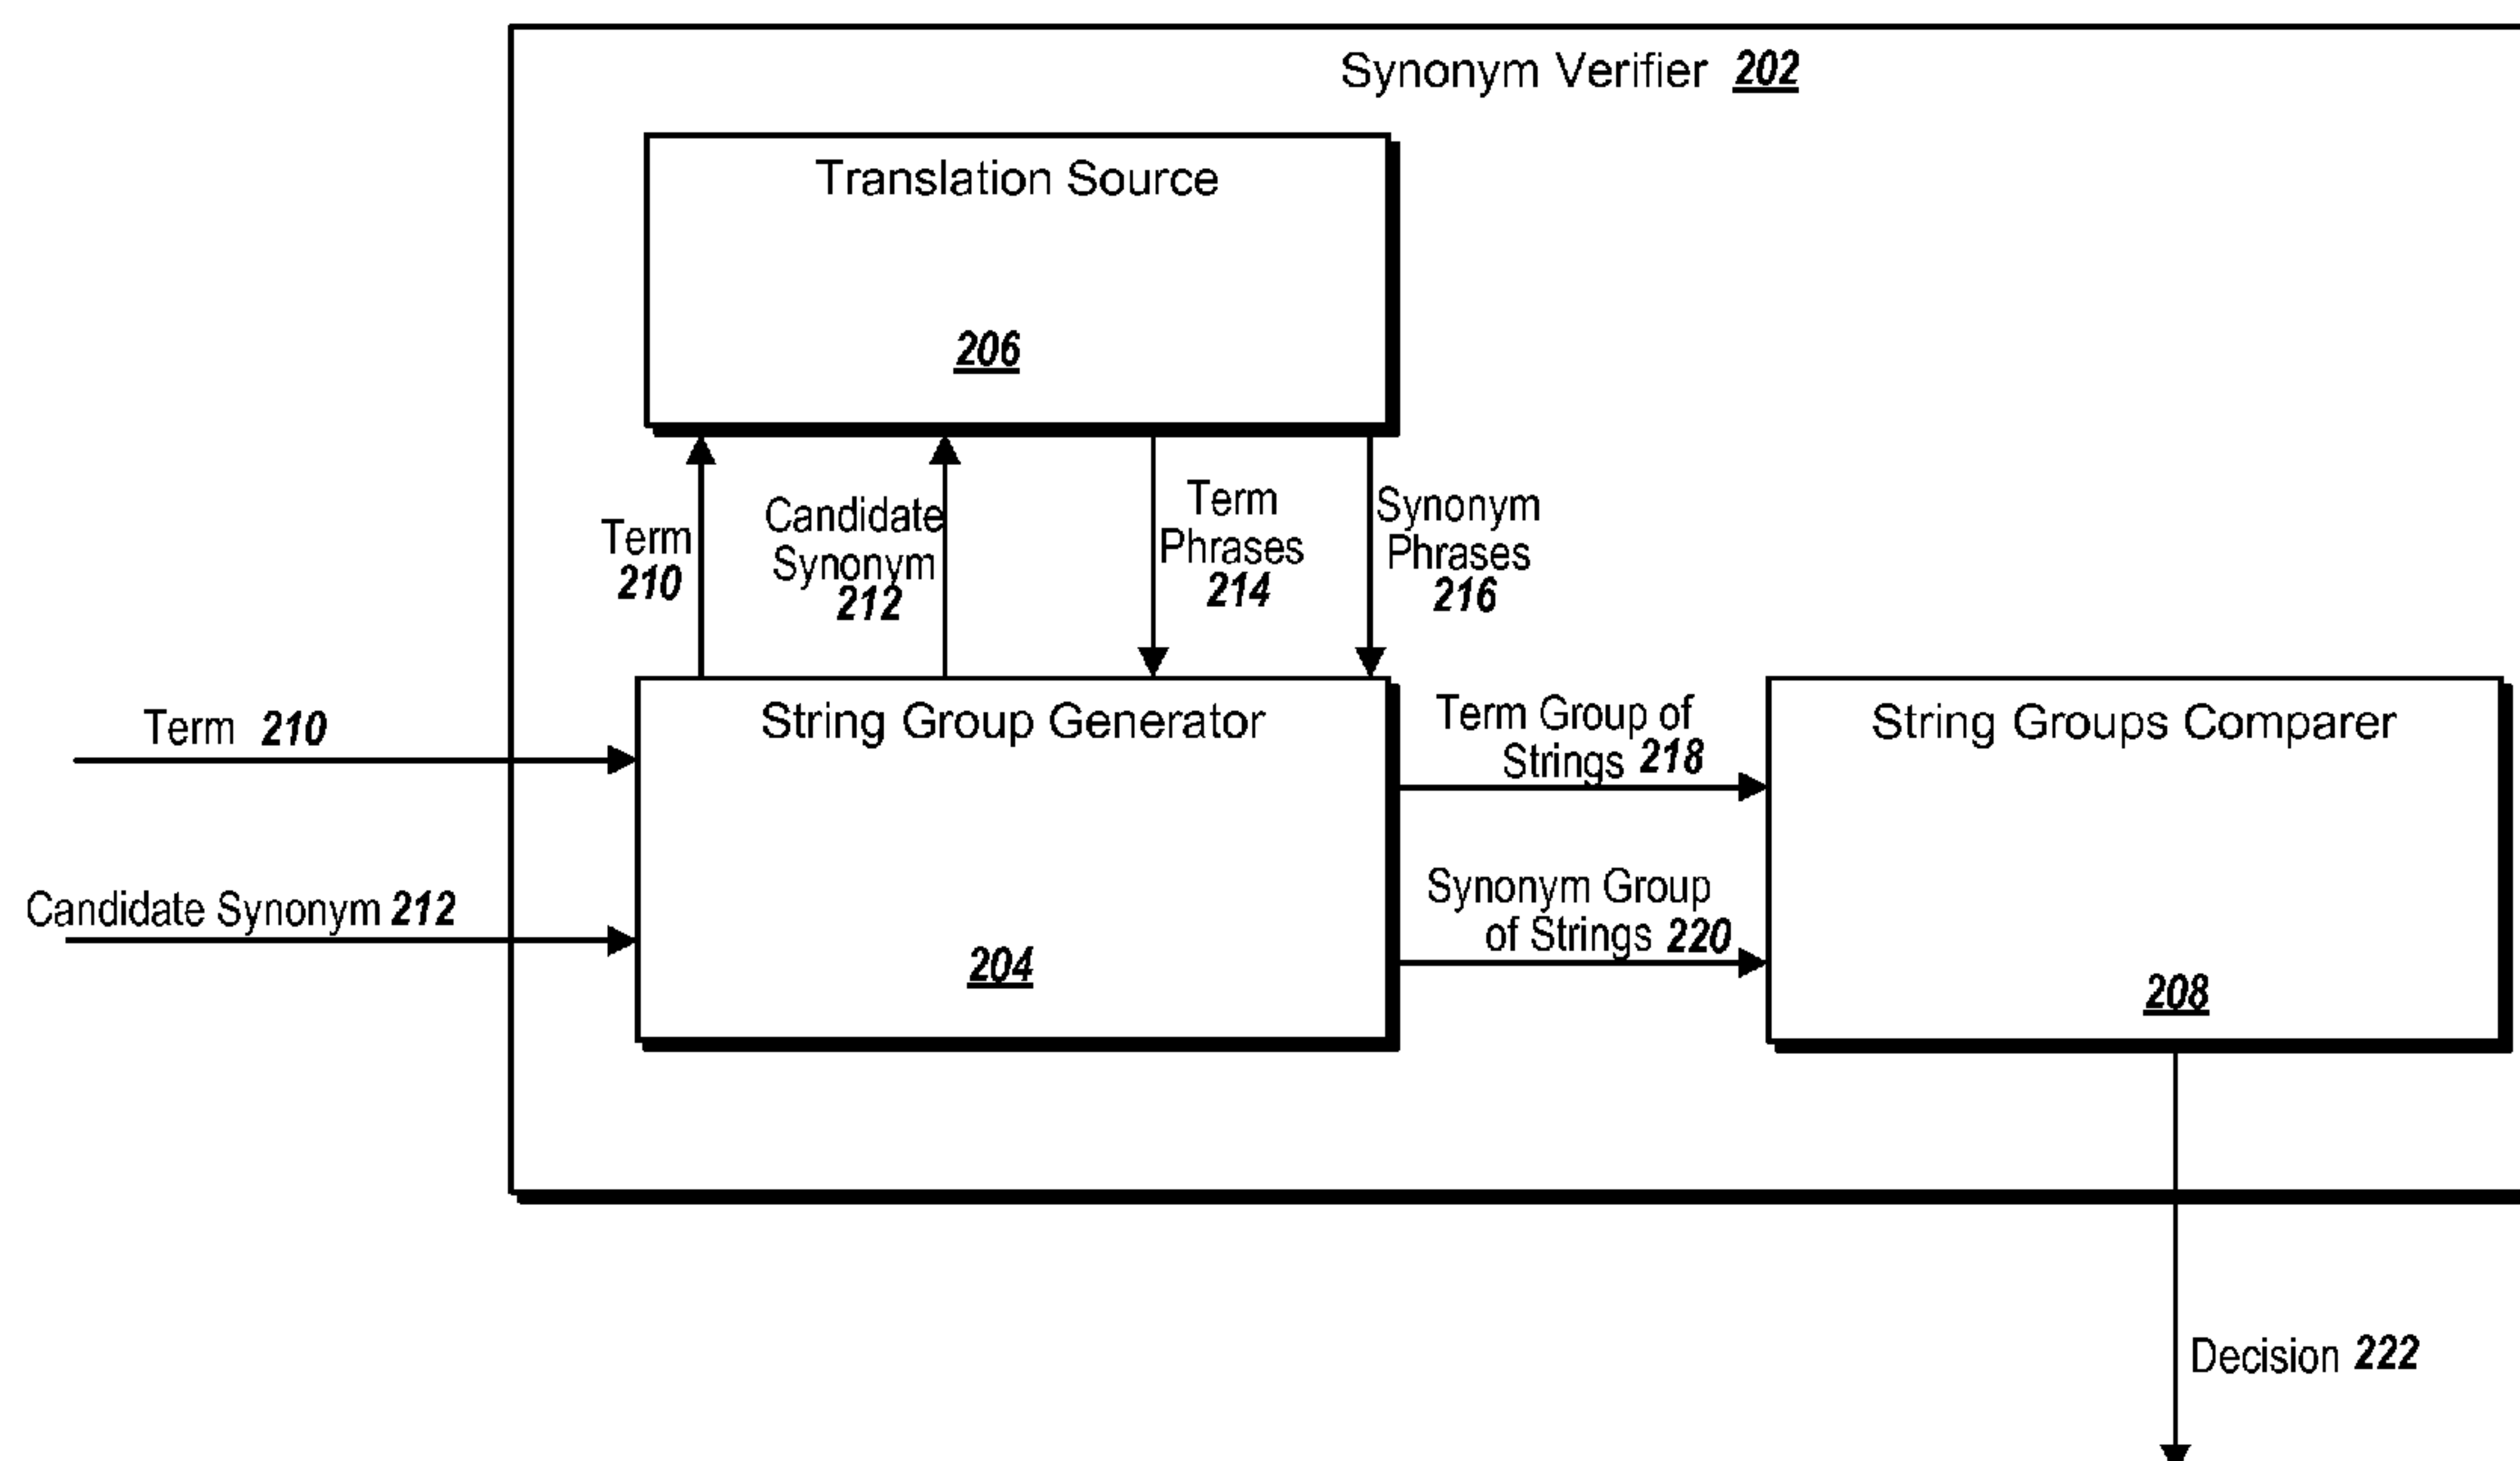 Synonym Verifier 202
Translation Source
206
Term
210
Candidate
Synonym
212
Term
Phrases
214
Synonym
Phrases
216
Term 210
Candidate Synonym 212
String Group Generator
204
Term Group of
Strings 218
Synonym Group
of Strings 220
String Groups Comparer
208
Decision 222